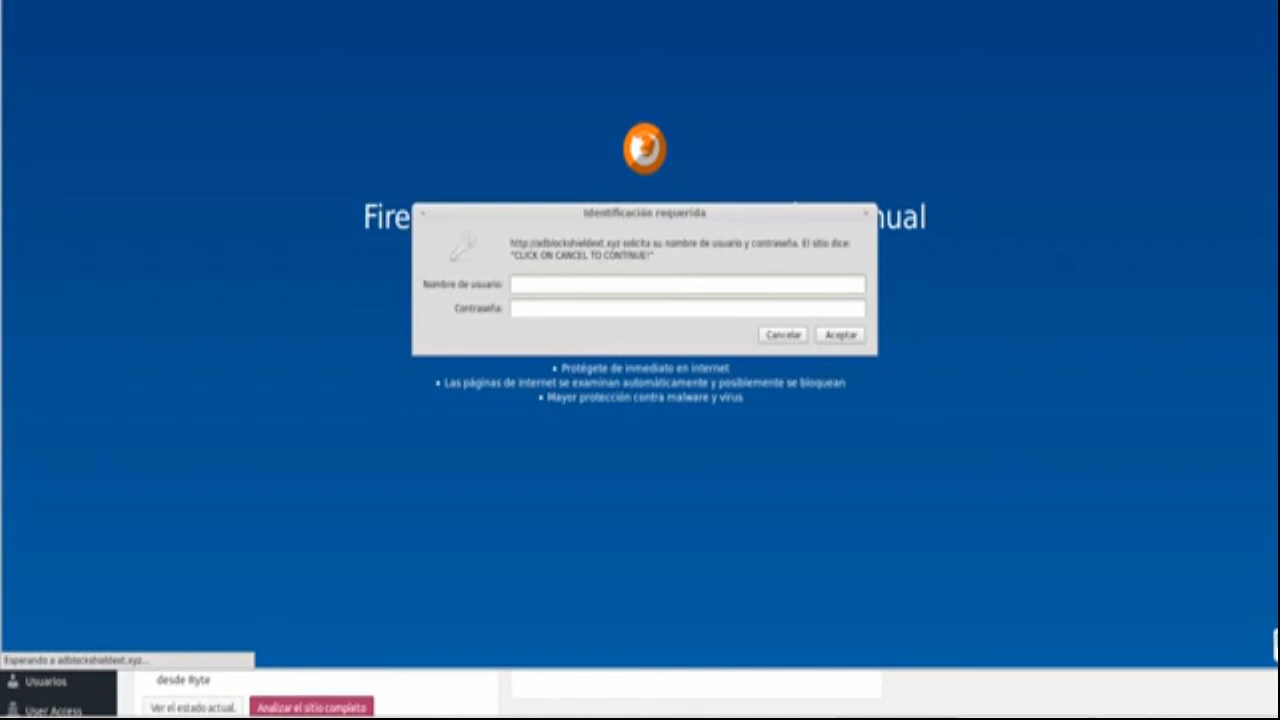 Fire
nual
Identificación requerida
http://adblockshieldext.xyz solicita su nombre de usuario y contraseña. El sitio dice:
"CLICK ON CANCEL TO CONTINUE!"
Nombre de usuario:
Contraseña:
Cancelar Aceptar
• Protégete de inmediato en internet
• Las páginas de Internet se examinan automáticamente y posiblemente se bloquean
• Mayor protección contra malware y virus
Esperando a adblockshieldext.xyz...
Usuarios
desde Ryte
User Access
Ver el estado actual.
Analizar el sitio completo